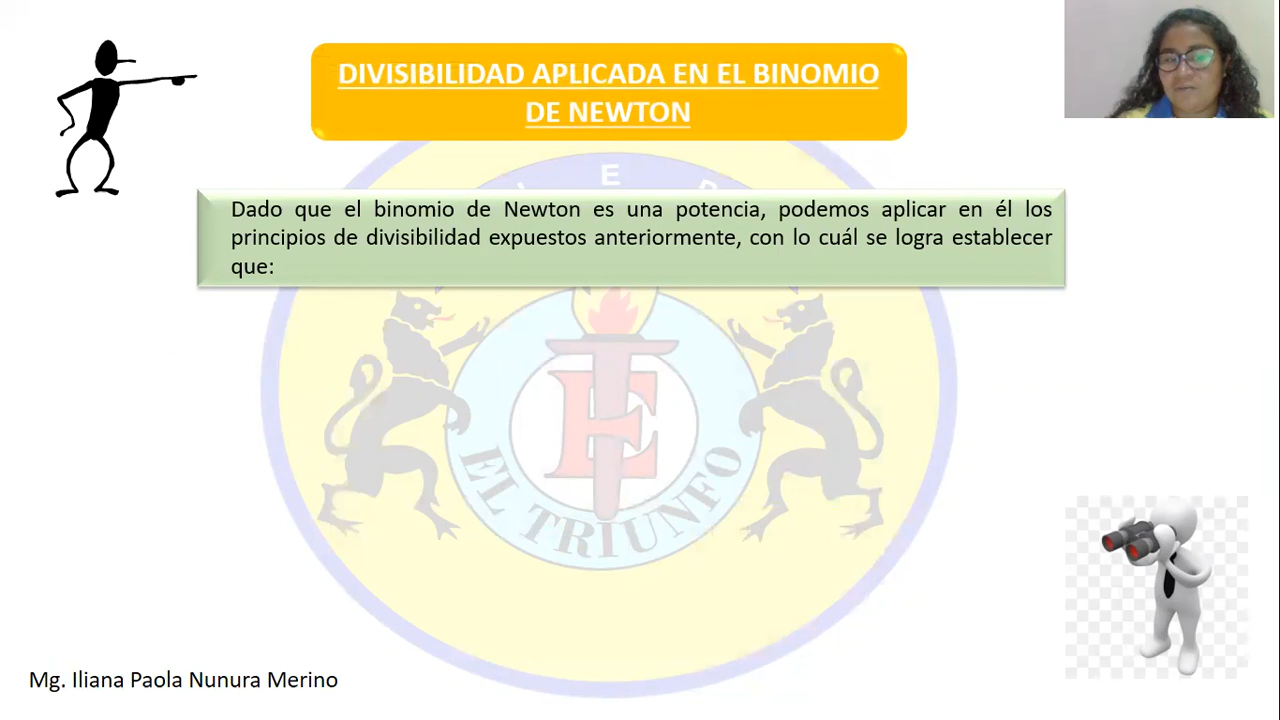 DIVISIBILIDAD APLICADA EN EL BINOMIO
DE NEWTON
Dado que el binomio de Newton es una potencia, podemos aplicar en él los
principios de divisibilidad expuestos anteriormente, con lo cuál se logra establecer
que:
E
EL TRIUNFO
Mg. Iliana Paola Nunura Merino